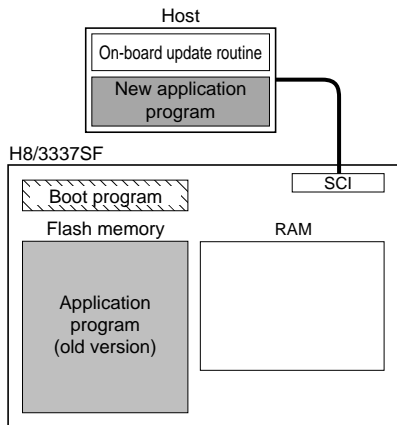 Host
On-board update routine
New application
program
H8/3337SF
SCI
Boot program
Flash memory
RAM
Application
program
(old version)